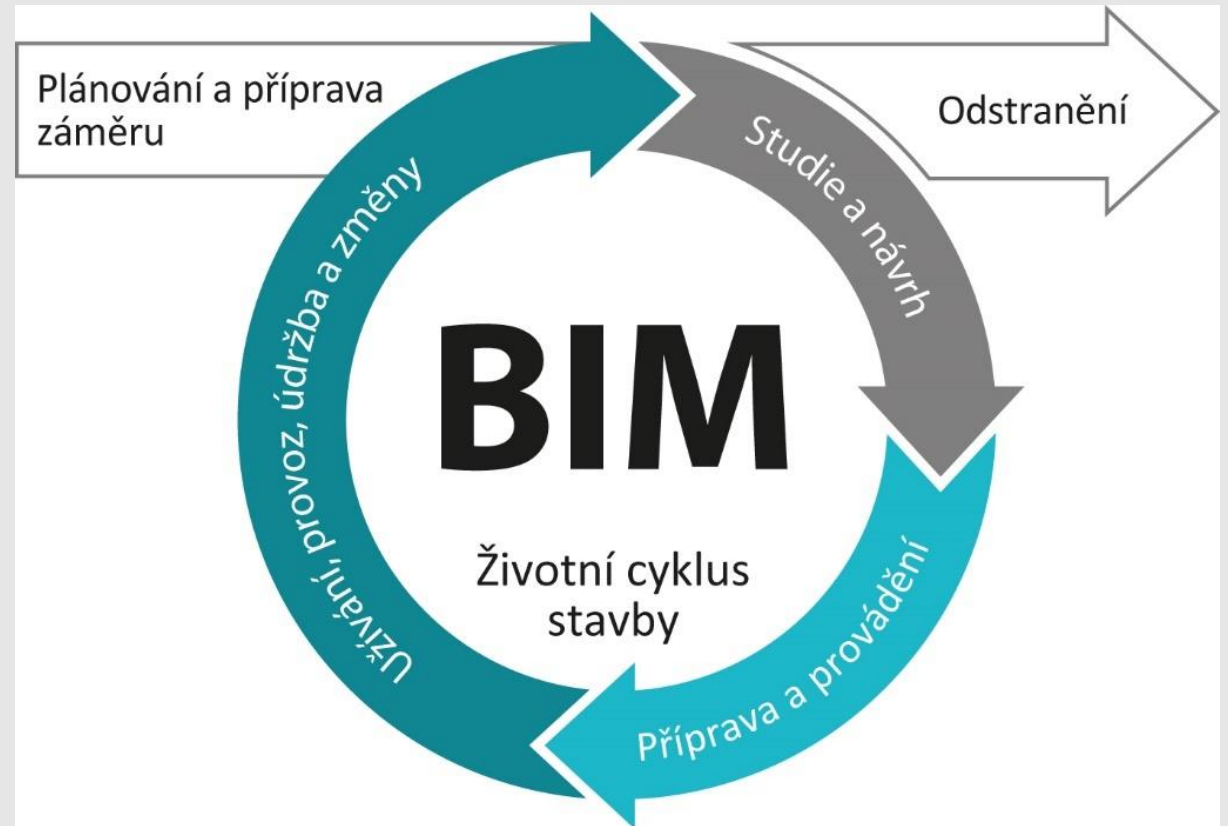 Plánování a příprava
záměru
Odstranění
Studie a návrh
Užívání, provoz, údržba a změny
BIM
Životní cyklus
stavby
Příprava a provádění